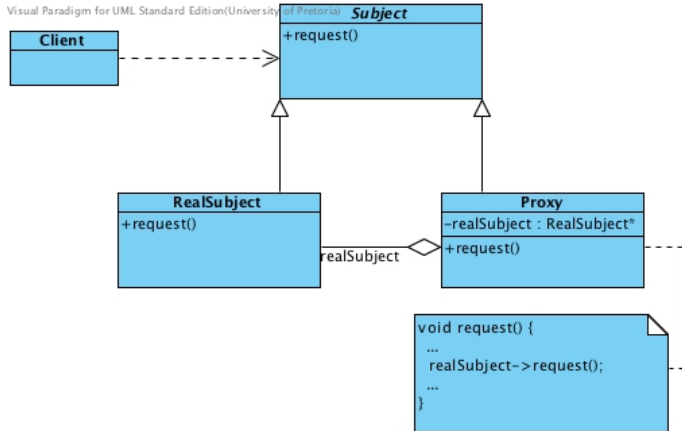 Visual Paradigm for UML Standard Edition(University of Pretoria)
Subject
+request()
Client
RealSubject
+request()
Proxy
-realSubject : RealSubject*
+request()
realSubject
void request() {
...
realSubject->request();
...
}